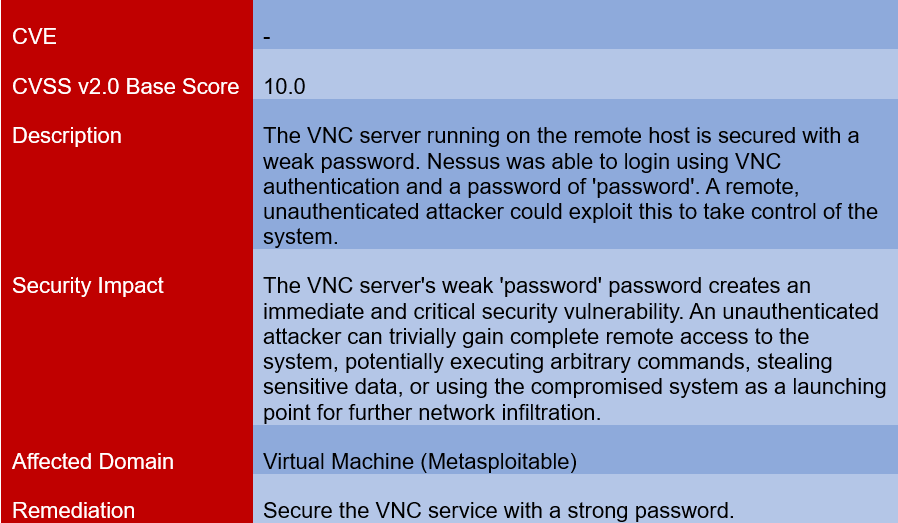 CVE -
CVSS v2.0 Base Score 10.0
Description The VNC server running on the remote host is secured with a
weak password. Nessus was able to login using VNC
authentication and a password of 'password'. A remote,
unauthenticated attacker could exploit this to take control of the
system.
Security Impact The VNC server's weak 'password' password creates an
immediate and critical security vulnerability. An unauthenticated
attacker can trivially gain complete remote access to the
system, potentially executing arbitrary commands, stealing
sensitive data, or using the compromised system as a launching
point for further network infiltration.
Affected Domain Virtual Machine (Metasploitable)
Remediation Secure the VNC service with a strong password.